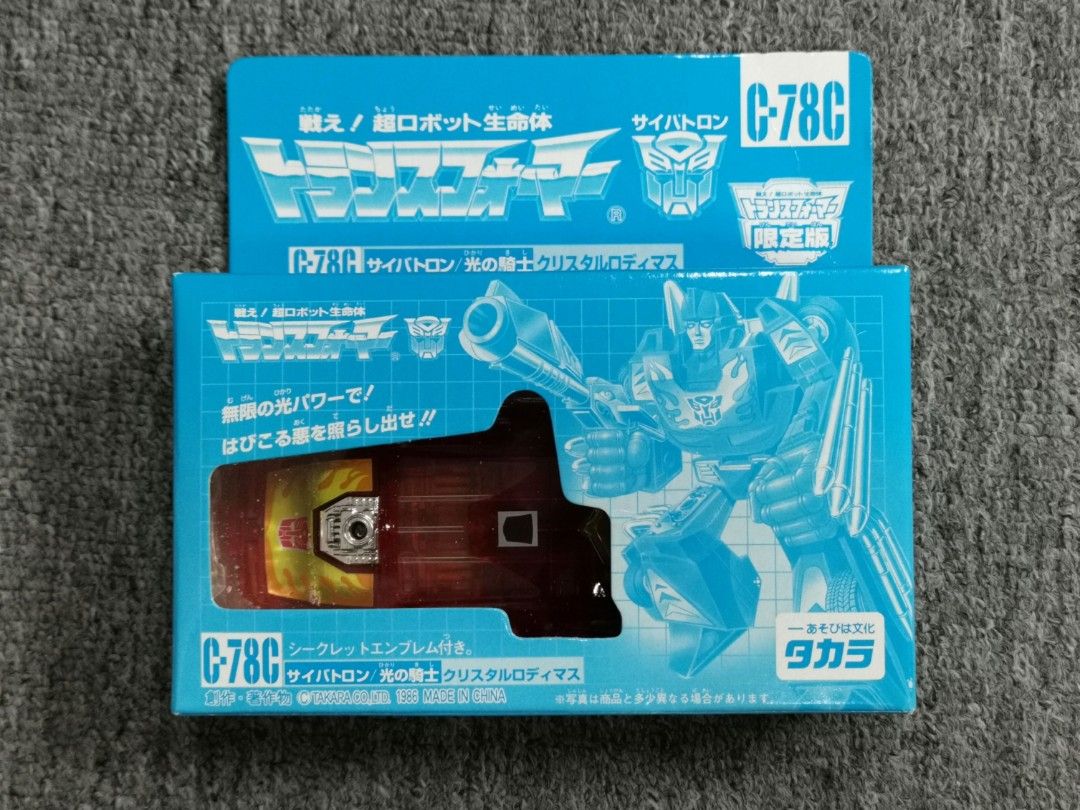 戦え！超ロボット生命体
トランスフォーマー
®
サイバトロン
C-78C
戦え！超ロボット生命体
トランスフォーマー
限定版
C-78C サイバトロン/光の騎士 クリスタルロディマス
戦え！超ロボット生命体
トランスフォーマー®
無限の光パワーで！
はびこる悪を照らし出せ!!
C-78C
シークレットエンブレム付き。
サイバトロン/光の騎士 クリスタルロディマス
創作・著作物 ©TAKARA CO.,LTD. 1986 MADE IN CHINA
—あそびは文化
タカラ
※写真は商品と多少異なる場合があります。